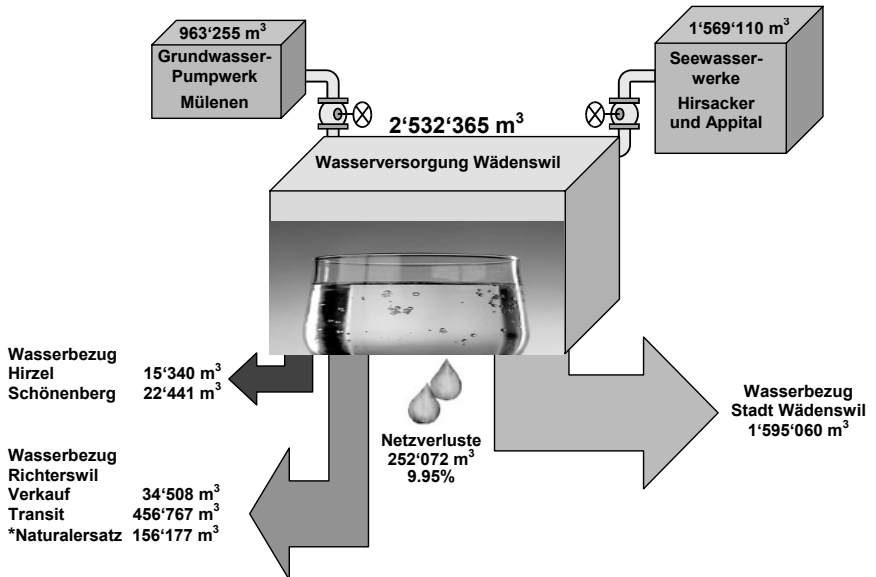 963‘255 m³
Grundwasser-
Pumpwerk
Mülenen
1‘569‘110 m³
Seewasser-
werke
Hirsacker
und Appital
2‘532‘365 m³
Wasserversorgung Wädenswil
Wasserbezug
Hirzel 15‘340 m³
Schönenberg 22‘441 m³
Netzverluste
252‘072 m³
9.95%
Wasserbezug
Stadt Wädenswil
1‘595‘060 m³
Wasserbezug
Richterswil
Verkauf 34‘508 m³
Transit 456‘767 m³
*Naturalersatz 156‘177 m³